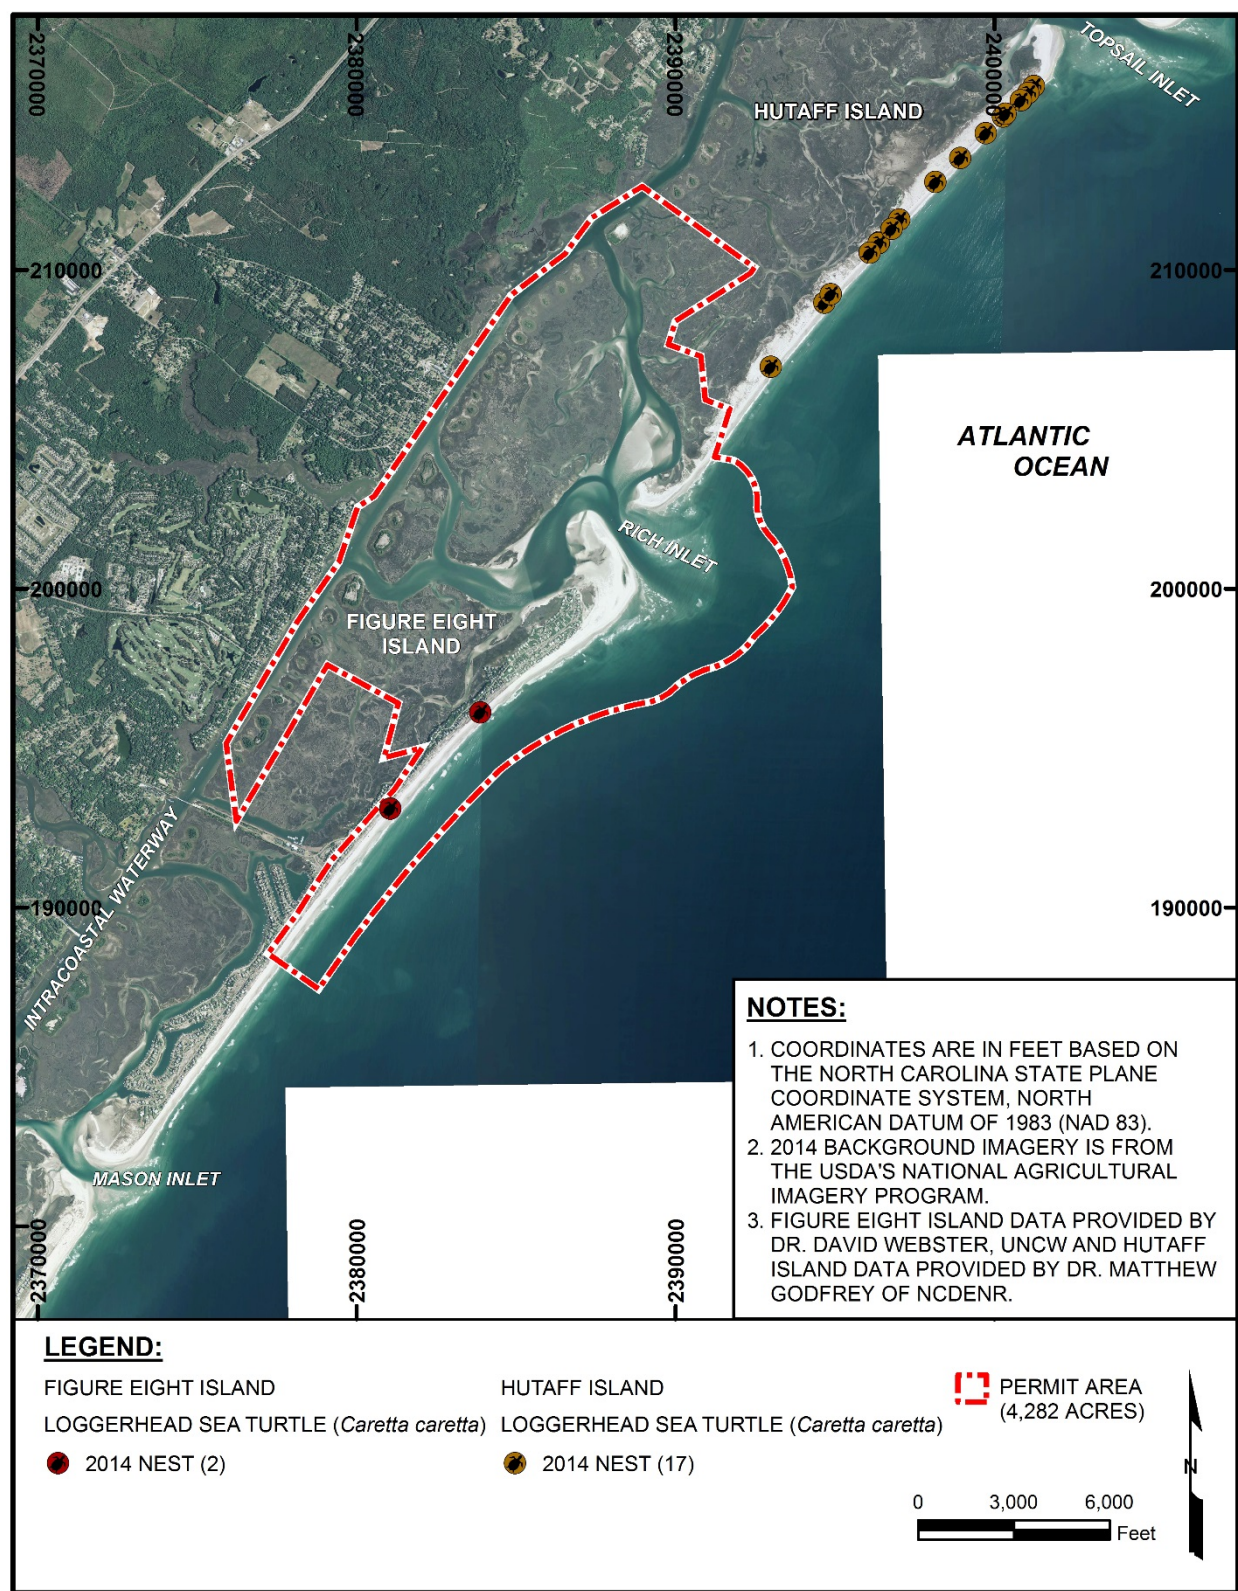 2370000
2380000
2390000
2400000
TOPSAIL INLET
HUTAFF ISLAND
210000
210000
ATLANTIC
OCEAN
RICH INLET
200000
200000
FIGURE EIGHT
ISLAND
190000
190000
INTRACOASTAL WATERWAY
MASON INLET
2370000
2380000
2390000
NOTES:
1. COORDINATES ARE IN FEET BASED ON
THE NORTH CAROLINA STATE PLANE
COORDINATE SYSTEM, NORTH
AMERICAN DATUM OF 1983 (NAD 83).
2. 2014 BACKGROUND IMAGERY IS FROM
THE USDA'S NATIONAL AGRICULTURAL
IMAGERY PROGRAM.
3. FIGURE EIGHT ISLAND DATA PROVIDED BY
DR. DAVID WEBSTER, UNCW AND HUTAFF
ISLAND DATA PROVIDED BY DR. MATTHEW
GODFREY OF NCDENR.
LEGEND:
FIGURE EIGHT ISLAND
LOGGERHEAD SEA TURTLE (Caretta caretta)
2014 NEST (2)
HUTAFF ISLAND
LOGGERHEAD SEA TURTLE (Caretta caretta)
2014 NEST (17)
PERMIT AREA
(4,282 ACRES)
N
0 3,000 6,000
Feet